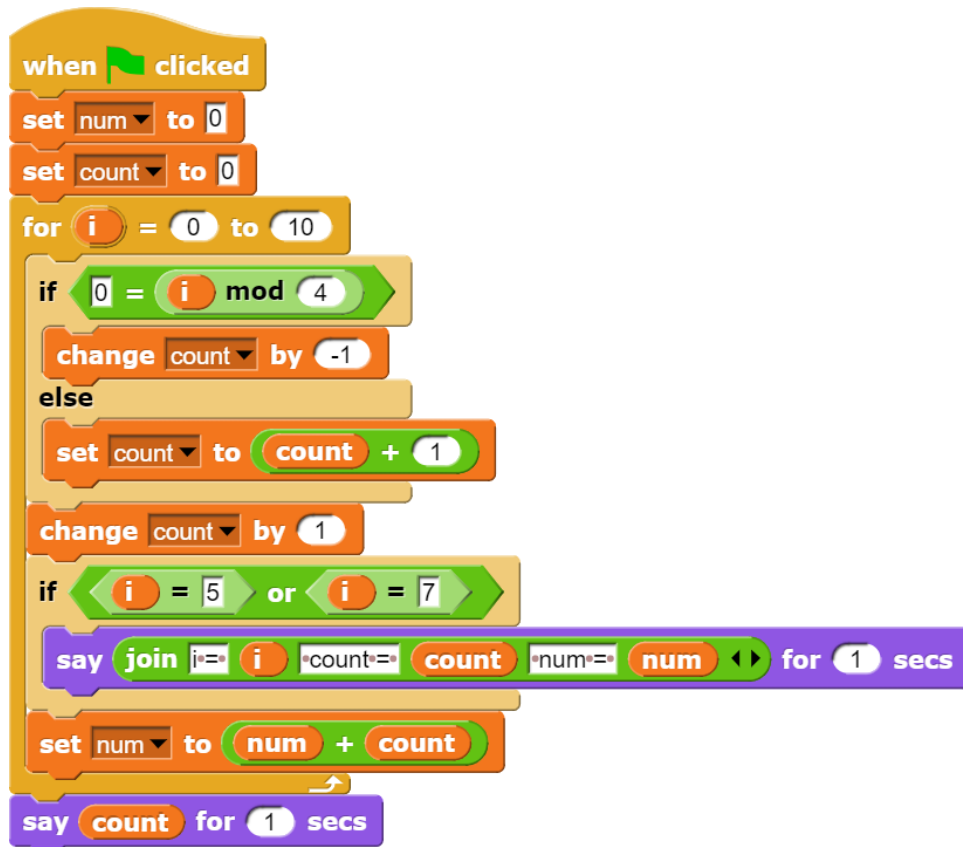 when clicked
set num to 0
set count to 0
for i = 0 to 10
if 0 = i mod 4
change count by -1
else
set count to count + 1
change count by 1
if i = 5 or i = 7
say join i•=• i •count•=• count •num•=• num for 1 secs
set num to num + count
say count for 1 secs